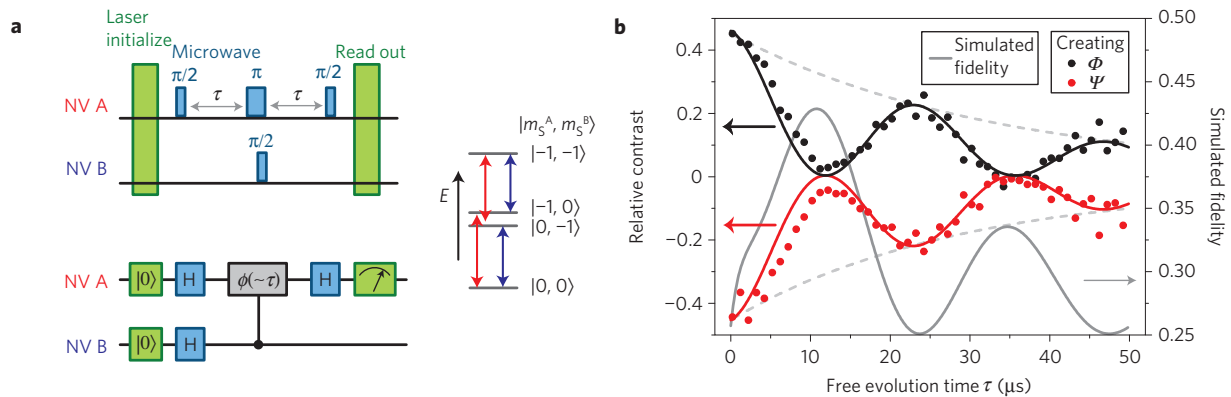 a
Laser
initialize
Microwave
Read out
π/2
π
π/2
NV A
τ
τ
π/2
NV B
|m_S^A, m_S^B⟩
|−1, −1⟩
E
|−1, 0⟩
|0, −1⟩
|0, 0⟩
NV A
|0⟩
H
ϕ(~τ)
H
NV B
|0⟩
H
b
Simulated
fidelity
Creating
Φ
Ψ
Relative contrast
0.4
0.2
0
−0.2
−0.4
0
10
20
30
40
50
Free evolution time τ (μs)
0.50
0.45
0.40
0.35
0.30
0.25
Simulated fidelity